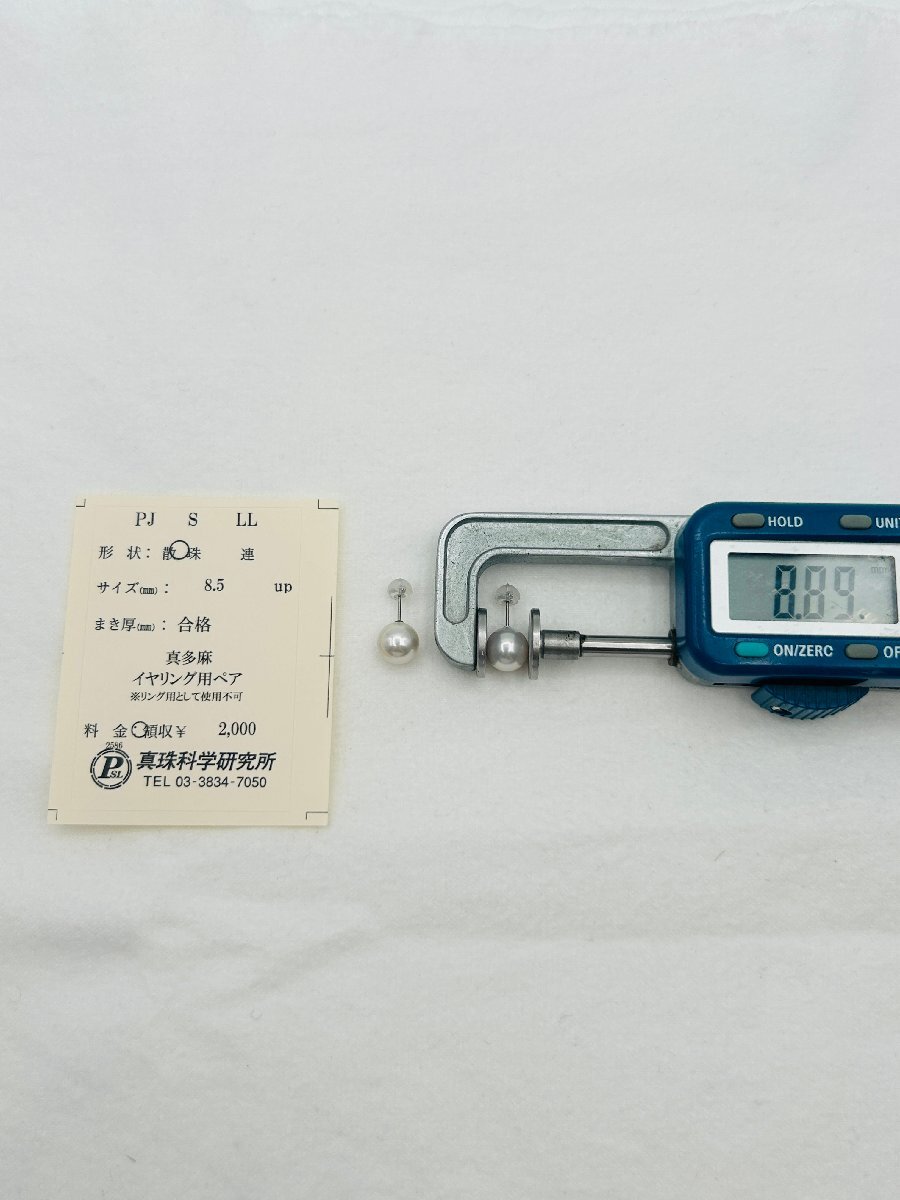 PJ S LL
形 状： 散 珠 連
サイズ(㎜)： 8.5 up
まき厚(㎜)： 合格
真多麻
イヤリング用ペア
※リング用として使用不可
料 金：領収￥ 2,000
2586
PSL 真珠科学研究所
TEL 03-3834-7050
HOLD UNI
8.89 mm
ON/ZERO OF